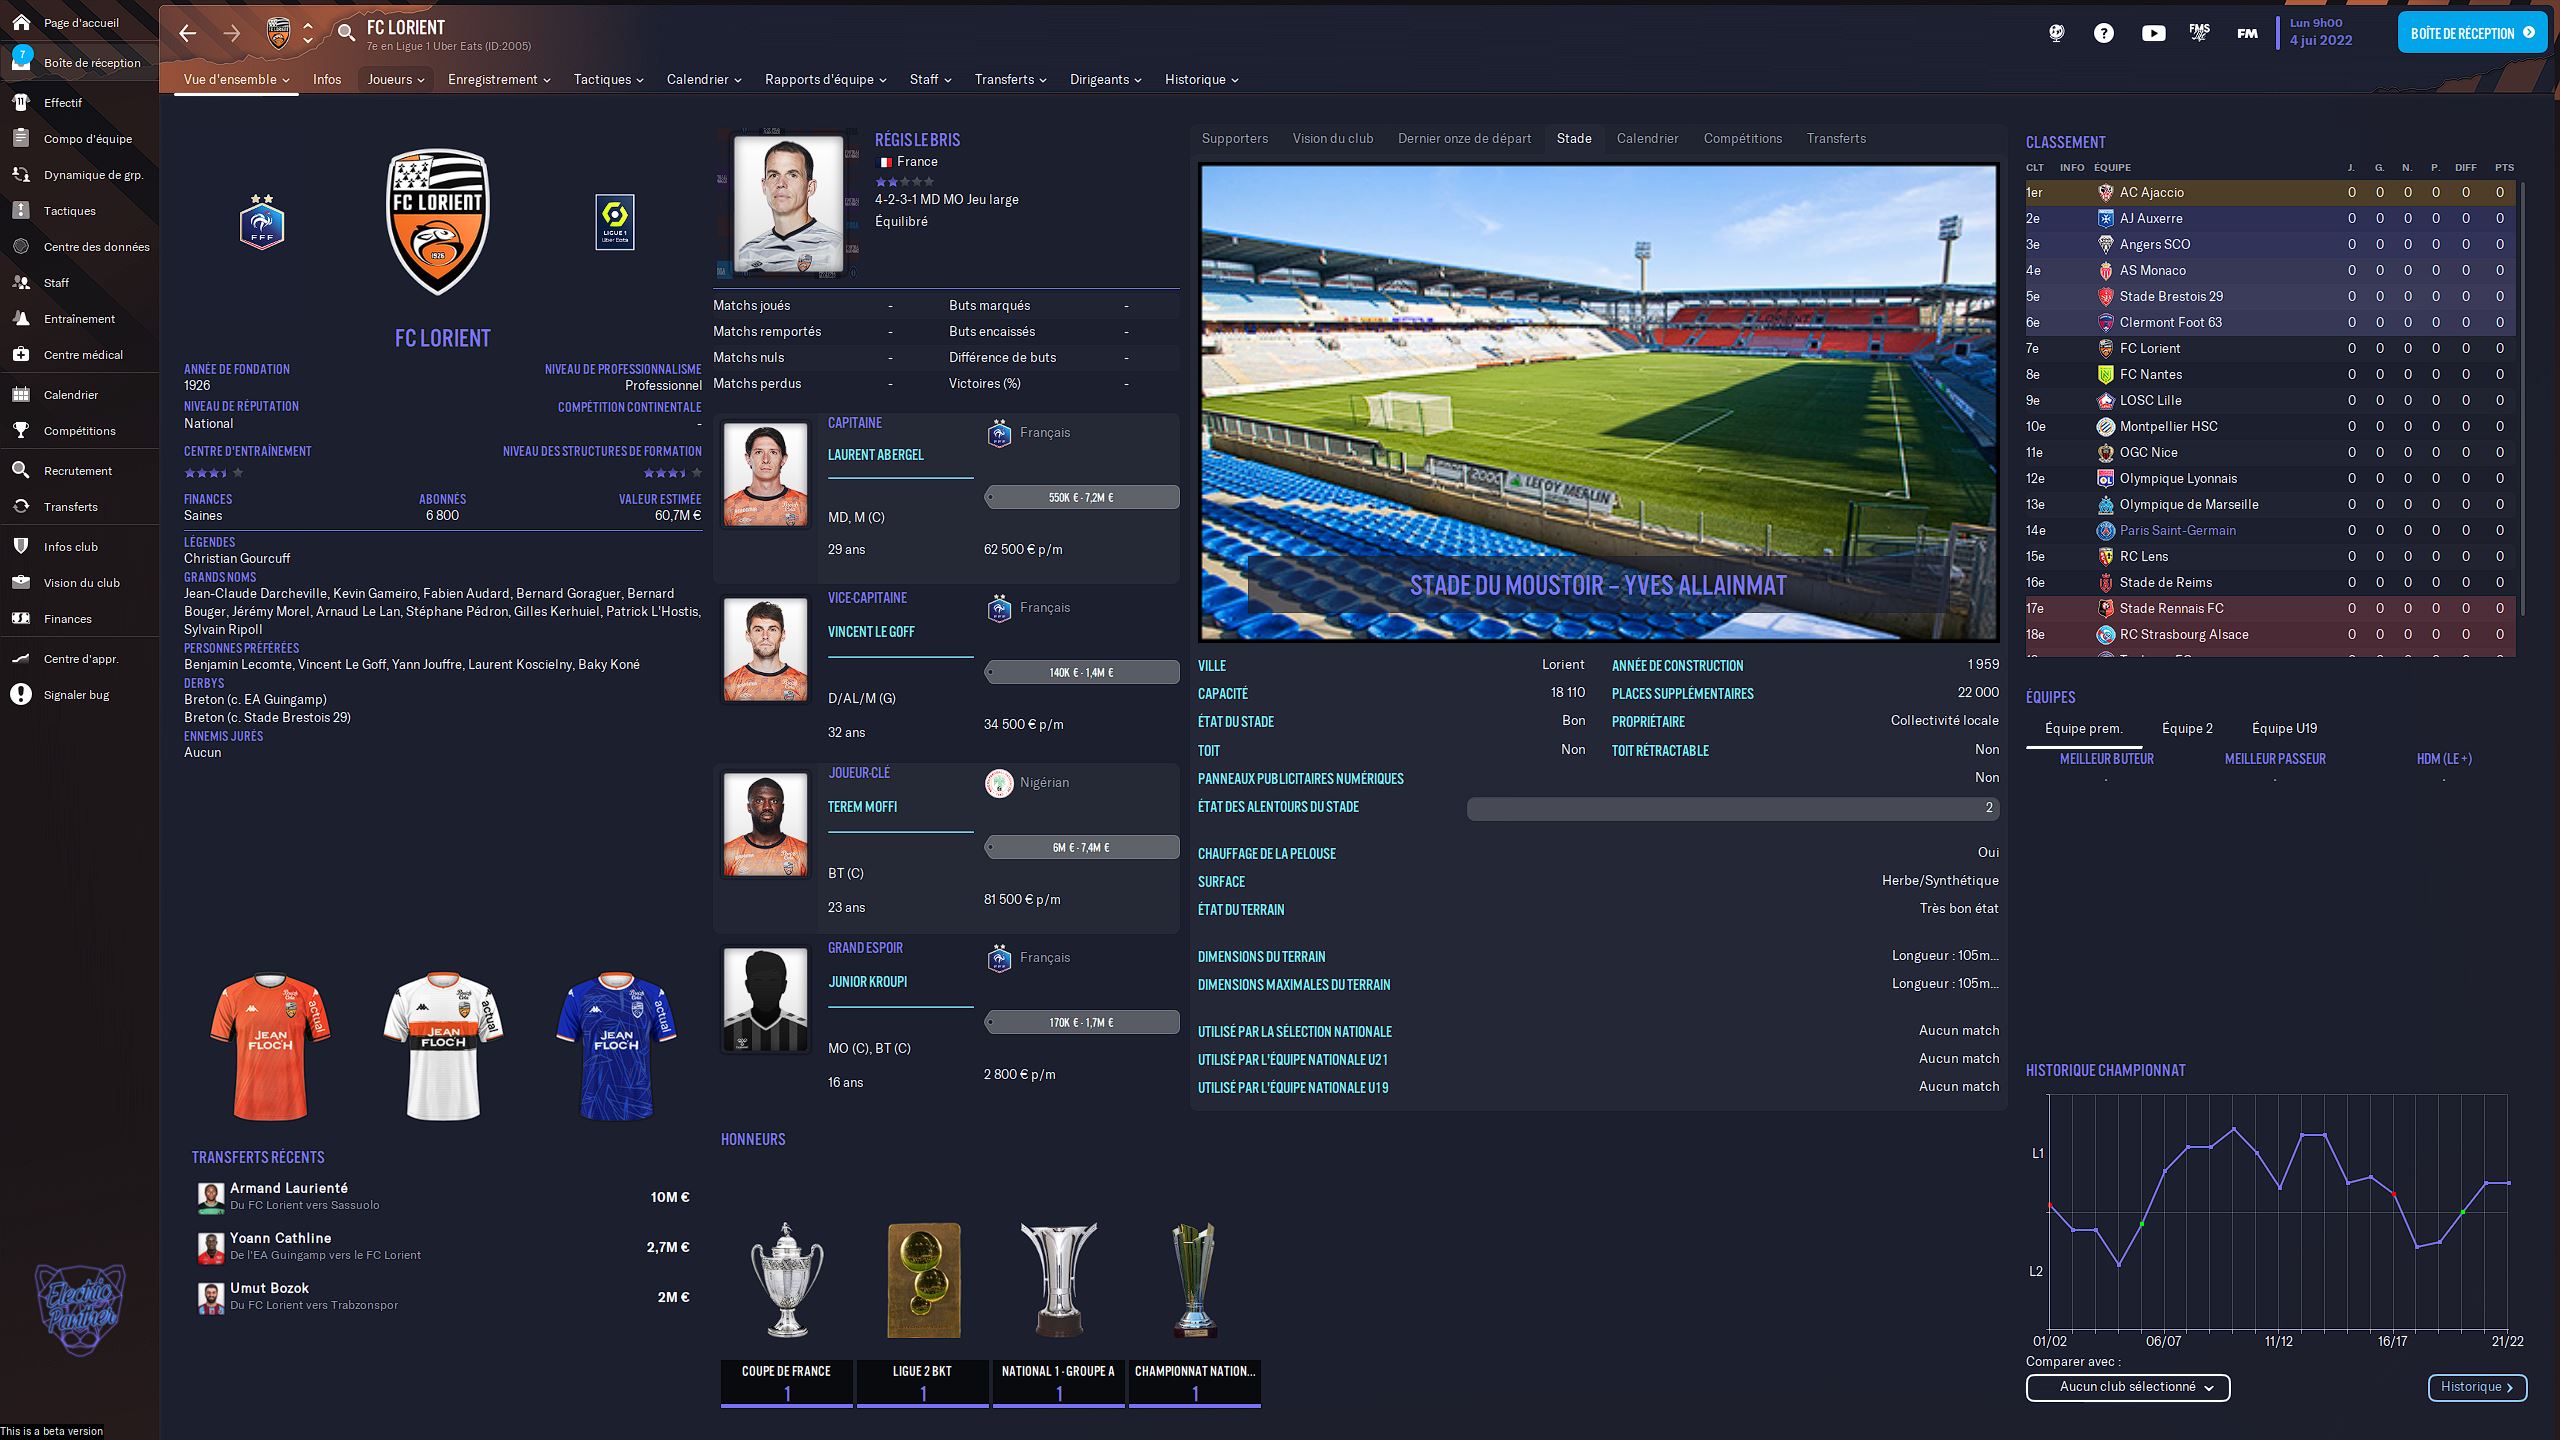 Page d'accueil
7
Boîte de réception
Effectif
Compo d'équipe
Dynamique de grp.
Tactiques
Centre des données
Staff
Entraînement
Centre médical
Calendrier
Compétitions
Recrutement
Transferts
Infos club
Vision du club
Finances
Centre d'appr.
Signaler bug
Electric Panther
This is a beta version
FC LORIENT
7e en Ligue 1 Uber Eats (ID:2005)
FMS
FM
Lun 9h00
4 jui 2022
BOÎTE DE RÉCEPTION
Vue d'ensemble
Infos
Joueurs
Enregistrement
Tactiques
Calendrier
Rapports d'équipe
Staff
Transferts
Dirigeants
Historique
FFF
FC LORIENT
1926
LIGUE 1
Uber Eats
FC LORIENT
ANNÉE DE FONDATION
1926
NIVEAU DE PROFESSIONNALISME
Professionnel
NIVEAU DE RÉPUTATION
National
COMPÉTITION CONTINENTALE
-
CENTRE D'ENTRAÎNEMENT
NIVEAU DES STRUCTURES DE FORMATION
FINANCES
Saines
ABONNÉS
6 800
VALEUR ESTIMÉE
60,7M €
LÉGENDES
Christian Gourcuff
GRANDS NOMS
Jean-Claude Darcheville, Kevin Gameiro, Fabien Audard, Bernard Goraguer, Bernard
Bouger, Jérémy Morel, Arnaud Le Lan, Stéphane Pédron, Gilles Kerhuiel, Patrick L'Hostis,
Sylvain Ripoll
PERSONNES PRÉFÉRÉES
Benjamin Lecomte, Vincent Le Goff, Yann Jouffre, Laurent Koscielny, Baky Koné
DERBYS
Breton (c. EA Guingamp)
Breton (c. Stade Brestois 29)
ENNEMIS JURÉS
Aucun
JEAN FLOC'H
actual
JEAN FLOC'H
actual
JEAN FLOC'H
actual
TRANSFERTS RÉCENTS
Armand Laurienté
Du FC Lorient vers Sassuolo
10M €
Yoann Cathline
De l'EA Guingamp vers le FC Lorient
2,7M €
Umut Bozok
Du FC Lorient vers Trabzonspor
2M €
RÉGIS LE BRIS
France
4-2-3-1 MD MO Jeu large
Équilibré
Matchs joués - Buts marqués -
Matchs remportés - Buts encaissés -
Matchs nuls - Différence de buts -
Matchs perdus - Victoires (%) -
CAPITAINE
Français
LAURENT ABERGEL
550K € - 7,2M €
MD, M (C)
29 ans
62 500 € p/m
VICE-CAPITAINE
Français
VINCENT LE GOFF
140K € - 1,4M €
D/AL/M (G)
32 ans
34 500 € p/m
JOUEUR-CLÉ
Nigérian
TEREM MOFFI
6M € - 7,4M €
BT (C)
23 ans
81 500 € p/m
GRAND ESPOIR
Français
JUNIOR KROUPI
170K € - 1,7M €
MO (C), BT (C)
16 ans
2 800 € p/m
HONNEURS
COUPE DE FRANCE
1
LIGUE 2 BKT
1
NATIONAL 1 - GROUPE A
1
CHAMPIONNAT NATION...
1
Supporters
Vision du club
Dernier onze de départ
Stade
Calendrier
Compétitions
Transferts
LORIENT
LEROY MERLIN
STADE DU MOUSTOIR – YVES ALLAINMAT
VILLE Lorient
ANNÉE DE CONSTRUCTION 1 959
CAPACITÉ 18 110
PLACES SUPPLÉMENTAIRES 22 000
ÉTAT DU STADE Bon
PROPRIÉTAIRE Collectivité locale
TOIT Non
TOIT RÉTRACTABLE Non
PANNEAUX PUBLICITAIRES NUMÉRIQUES Non
ÉTAT DES ALENTOURS DU STADE 2
CHAUFFAGE DE LA PELOUSE Oui
SURFACE Herbe/Synthétique
ÉTAT DU TERRAIN Très bon état
DIMENSIONS DU TERRAIN Longueur : 105m...
DIMENSIONS MAXIMALES DU TERRAIN Longueur : 105m...
UTILISÉ PAR LA SÉLECTION NATIONALE Aucun match
UTILISÉ PAR L'ÉQUIPE NATIONALE U21 Aucun match
UTILISÉ PAR L'ÉQUIPE NATIONALE U19 Aucun match
CLASSEMENT
CLT INFO ÉQUIPE J. G. N. P. DIFF PTS
1er AC Ajaccio 0 0 0 0 0 0
2e AJ Auxerre 0 0 0 0 0 0
3e Angers SCO 0 0 0 0 0 0
4e AS Monaco 0 0 0 0 0 0
5e Stade Brestois 29 0 0 0 0 0 0
6e Clermont Foot 63 0 0 0 0 0 0
7e FC Lorient 0 0 0 0 0 0
8e FC Nantes 0 0 0 0 0 0
9e LOSC Lille 0 0 0 0 0 0
10e Montpellier HSC 0 0 0 0 0 0
11e OGC Nice 0 0 0 0 0 0
12e Olympique Lyonnais 0 0 0 0 0 0
13e Olympique de Marseille 0 0 0 0 0 0
14e Paris Saint-Germain 0 0 0 0 0 0
15e RC Lens 0 0 0 0 0 0
16e Stade de Reims 0 0 0 0 0 0
17e Stade Rennais FC 0 0 0 0 0 0
18e RC Strasbourg Alsace 0 0 0 0 0 0
ÉQUIPES
Équipe prem.
Équipe 2
Équipe U19
MEILLEUR BUTEUR
-
MEILLEUR PASSEUR
-
HDM (LE +)
-
HISTORIQUE CHAMPIONNAT
L1
L2
01/02 06/07 11/12 16/17 21/22
Comparer avec :
Aucun club sélectionné
Historique